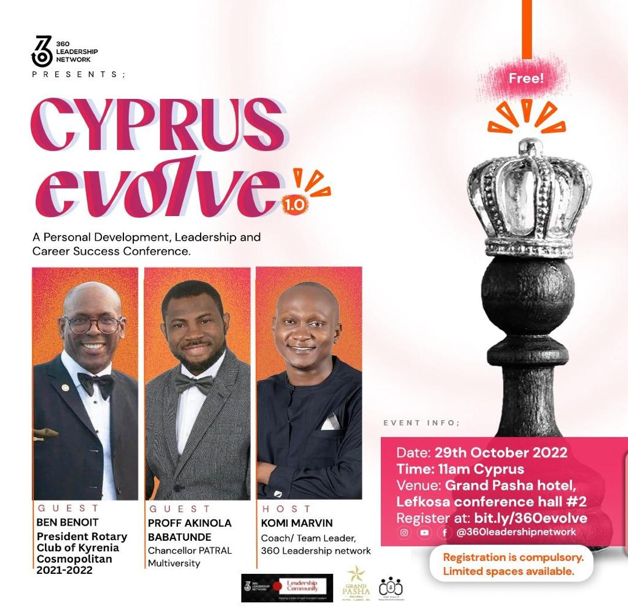 360
LEADERSHIP
NETWORK
PRESENTS;
Free!
CYPRUS
evolve
1.0
A Personal Development, Leadership and
Career Success Conference.
EVENT INFO;
Date: 29th October 2022
Time: 11am Cyprus
Venue: Grand Pasha hotel,
Lefkosa conference hall #2
Register at: bit.ly/360evolve
@360leadershipnetwork
Registration is compulsory.
Limited spaces available.
GUEST
BEN BENOIT
President Rotary
Club of Kyrenia
Cosmopolitan
2021-2022
GUEST
PROFF AKINOLA
BABATUNDE
Chancellor PATRAL
Multiversity
HOST
KOMI MARVIN
Coach/ Team Leader,
360 Leadership network
Leadership
Community
GRAND
PASHA